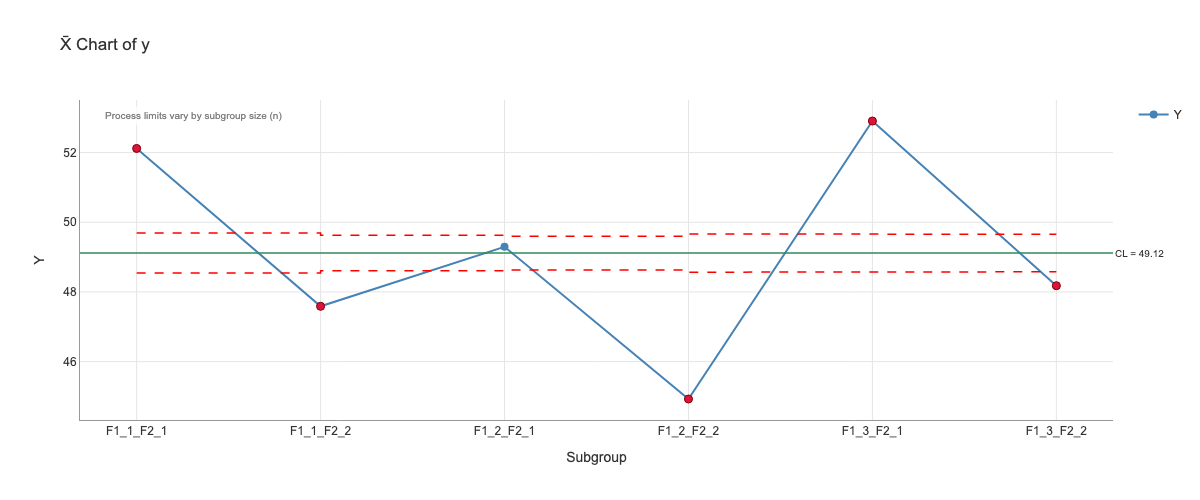 X̄ Chart of y
Process limits vary by subgroup size (n)
Y
52
50
48
46
Y
CL = 49.12
F1_1_F2_1 F1_1_F2_2 F1_2_F2_1 F1_2_F2_2 F1_3_F2_1 F1_3_F2_2
Subgroup